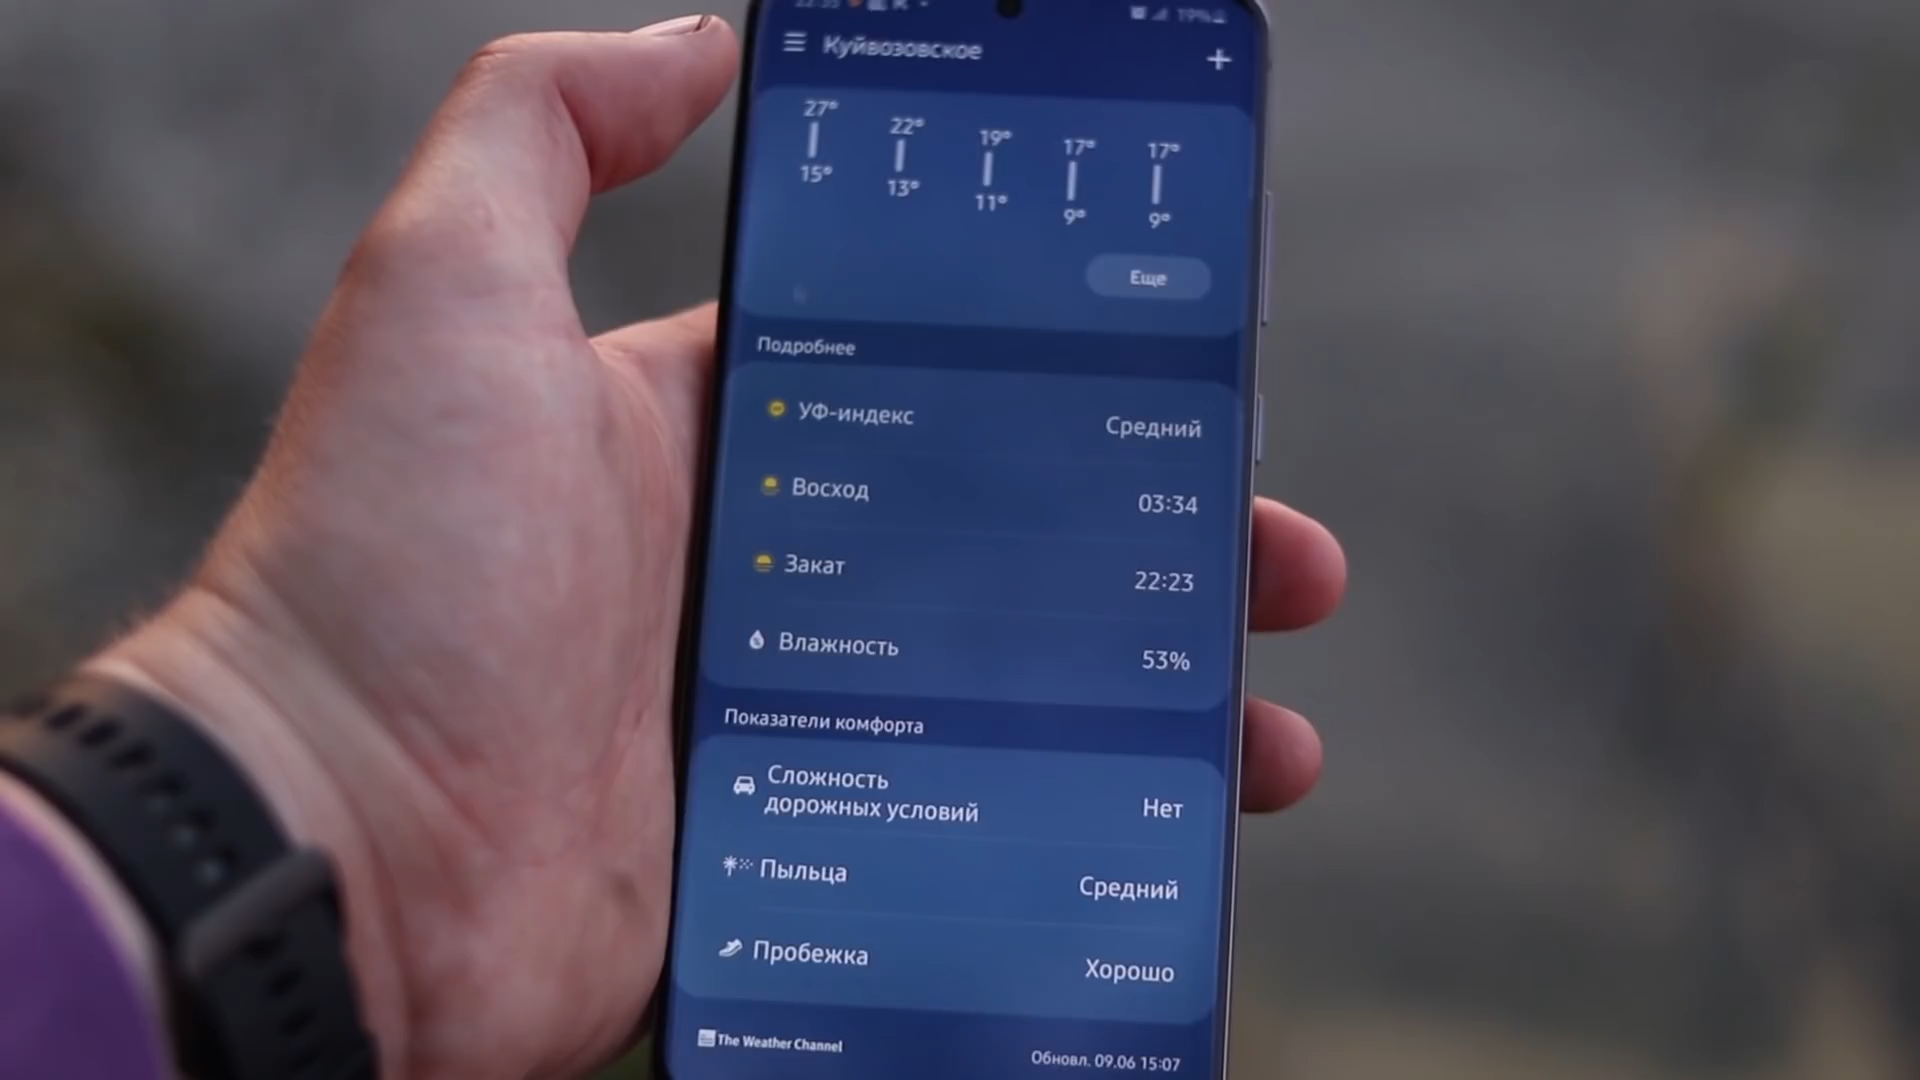 19%
Куйвозовское
27° 22° 19° 17° 17°
15° 13° 11° 9° 9°
Еще
Подробнее
УФ-индекс Средний
Восход 03:34
Закат 22:23
Влажность 53%
Показатели комфорта
Сложность
дорожных условий Нет
Пыльца Средний
Пробежка Хорошо
The Weather Channel
Обновл. 09.06 15:07